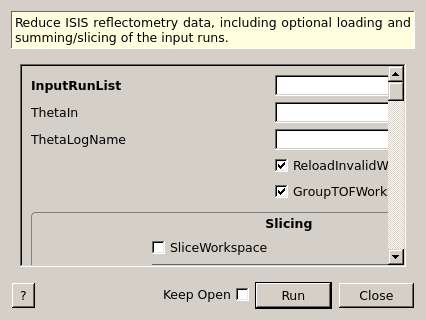 Reduce ISIS reflectometry data, including optional loading and
summing/slicing of the input runs.
InputRunList
ThetaIn
ThetaLogName
ReloadInvalidW
GroupTOFWork
Slicing
SliceWorkspace
?
Keep Open
Run
Close